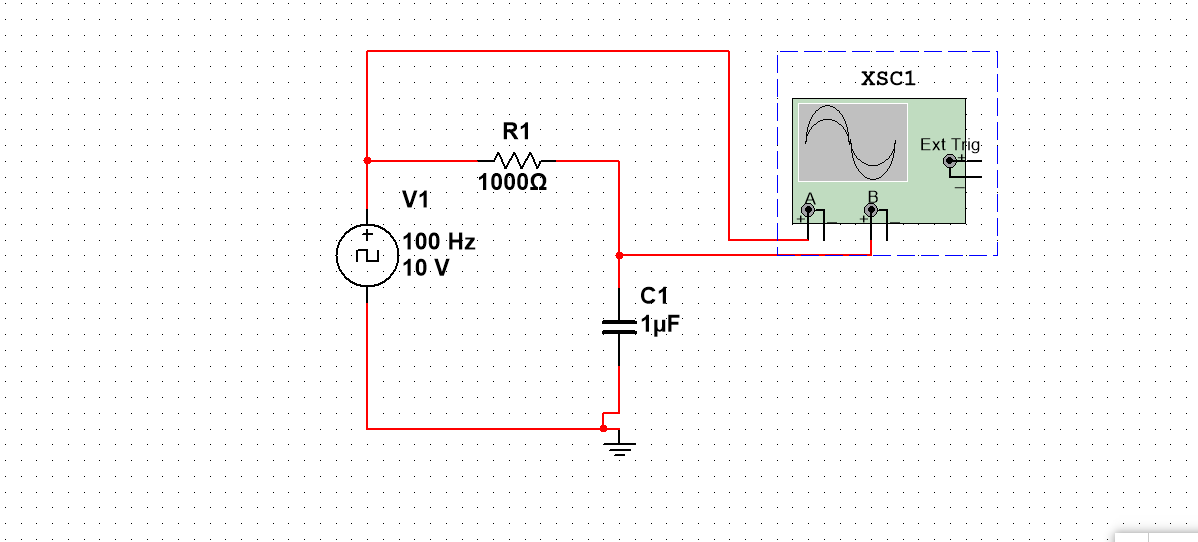 XSC1
Ext Trig
+
_
A
B
+
_
+
_
R1
1000Ω
V1
+
100 Hz
10 V
C1
1µF